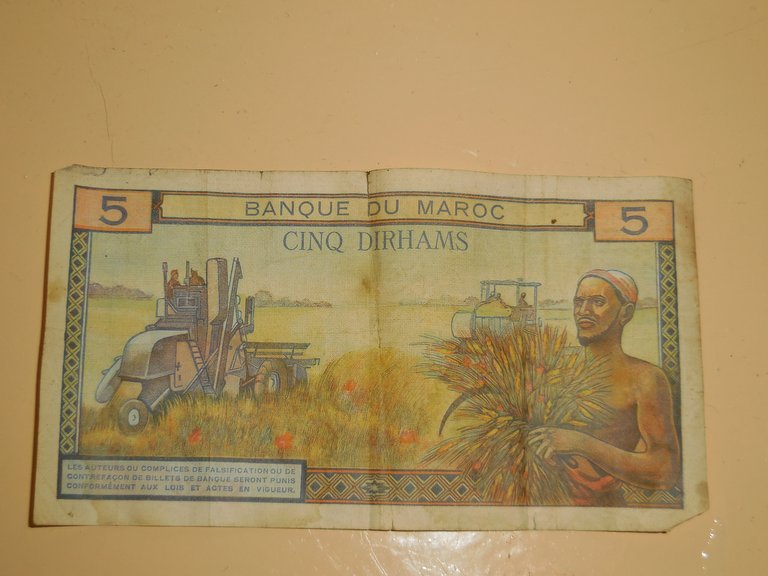 5
BANQUE DU MAROC
5
CINQ DIRHAMS
LES AUTEURS OU COMPLICES DE FALSIFICATION OU DE
CONTREFAÇON DE BILLETS DE BANQUE SERONT PUNIS
CONFORMÉMENT AUX LOIS ET ACTES EN VIGUEUR.